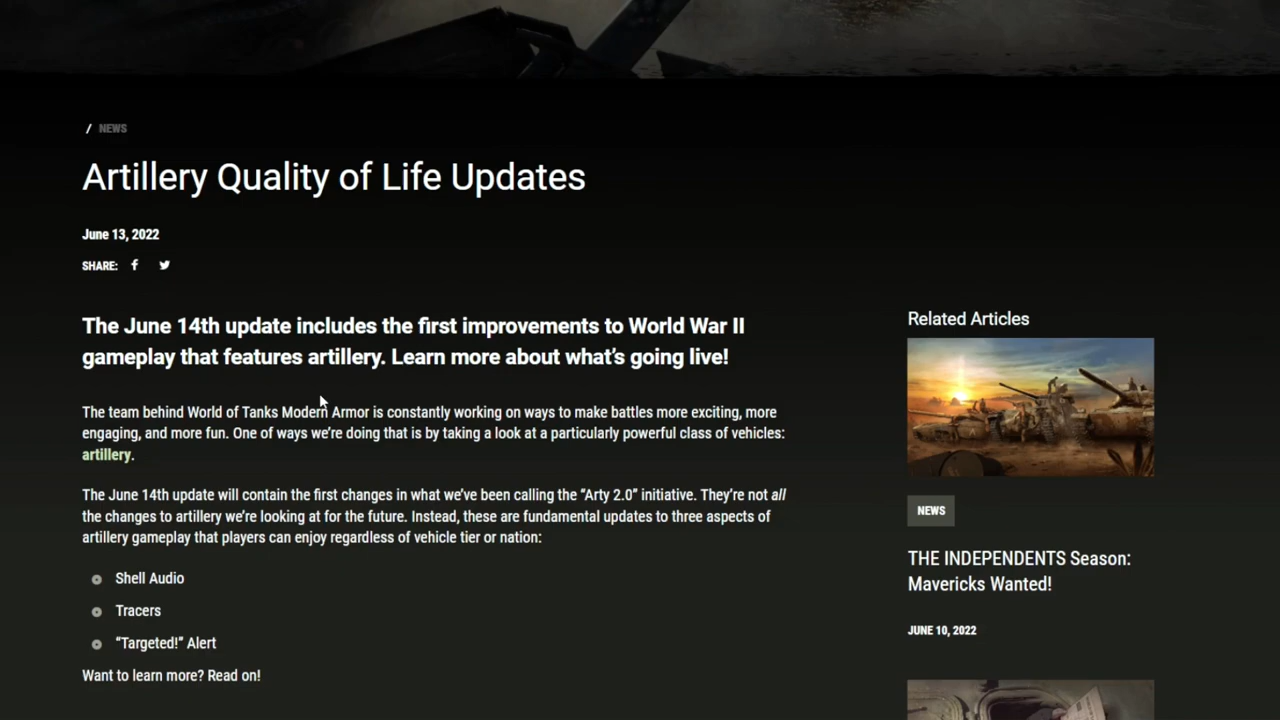 / NEWS
Artillery Quality of Life Updates
June 13, 2022
SHARE:
The June 14th update includes the first improvements to World War II
gameplay that features artillery. Learn more about what's going live!
The team behind World of Tanks Modern Armor is constantly working on ways to make battles more exciting, more
engaging, and more fun. One of ways we're doing that is by taking a look at a particularly powerful class of vehicles:
artillery.
The June 14th update will contain the first changes in what we've been calling the “Arty 2.0” initiative. They're not all
the changes to artillery we're looking at for the future. Instead, these are fundamental updates to three aspects of
artillery gameplay that players can enjoy regardless of vehicle tier or nation:
Shell Audio
Tracers
“Targeted!” Alert
Want to learn more? Read on!
Related Articles
NEWS
THE INDEPENDENTS Season:
Mavericks Wanted!
JUNE 10, 2022